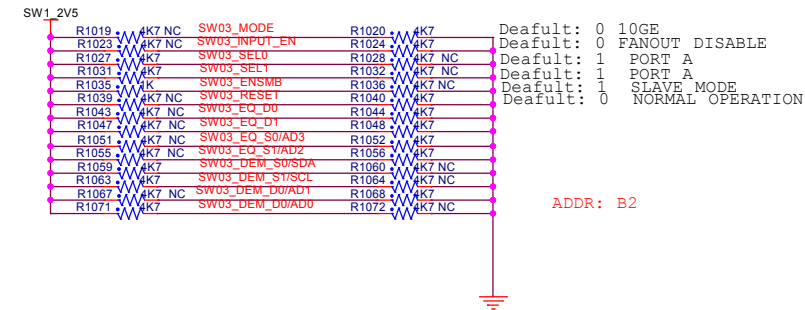 SW1_2V5
R1019 4K7 NC SW03_MODE R1020 4K7 Deafult: 0 10GE
R1023 4K7 NC SW03_INPUT_EN R1024 4K7 Deafult: 0 FANOUT DISABLE
R1027 4K7 SW03_SEL0 R1028 4K7 NC Deafult: 1 PORT A
R1031 4K7 SW03_SEL1 R1032 4K7 NC Deafult: 1 PORT A
R1035 1K SW03_ENSMB R1036 4K7 NC Deafult: 1 SLAVE MODE
R1039 4K7 NC SW03_RESET R1040 4K7 Deafult: 0 NORMAL OPERATION
R1043 4K7 NC SW03_EQ_D0 R1044 4K7
R1047 4K7 NC SW03_EQ_D1 R1048 4K7
R1051 4K7 NC SW03_EQ_S0/AD3 R1052 4K7
R1055 4K7 NC SW03_EQ_S1/AD2 R1056 4K7
R1059 4K7 SW03_DEM_S0/SDA R1060 4K7 NC
R1063 4K7 SW03_DEM_S1/SCL R1064 4K7 NC
R1067 4K7 NC SW03_DEM_D0/AD1 R1068 4K7
R1071 4K7 SW03_DEM_D0/AD0 R1072 4K7 NC
ADDR: B2